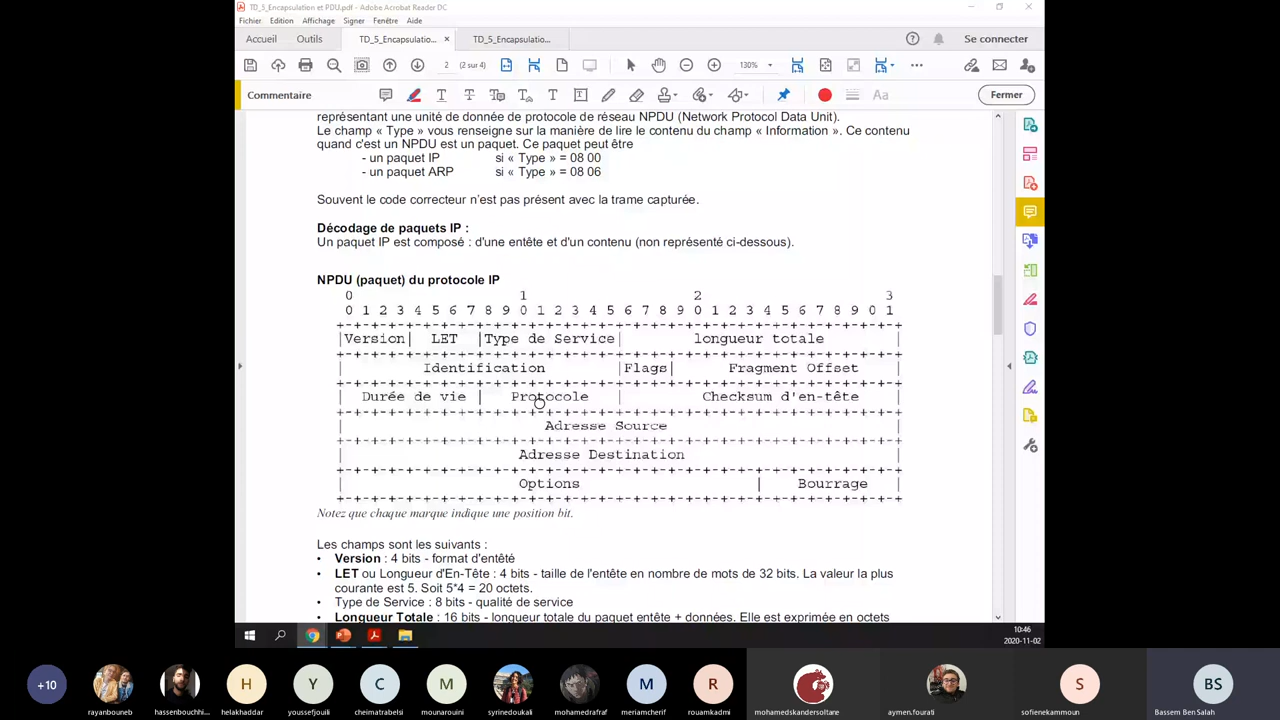 TD_5_Encapsulation et PDU.pdf - Adobe Acrobat Reader DC
Fichier Edition Affichage Signer Fenêtre Aide
Accueil Outils TD_5_Encapsulatio... × TD_5_Encapsulatio... Se connecter
2 (2 sur 4) 130%
Commentaire Fermer
représentant une unité de donnée de protocole de réseau NPDU (Network Protocol Data Unit).
Le champ « Type » vous renseigne sur la manière de lire le contenu du champ « Information ». Ce contenu
quand c'est un NPDU est un paquet. Ce paquet peut être
- un paquet IP si « Type » = 08 00
- un paquet ARP si « Type » = 08 06
Souvent le code correcteur n'est pas présent avec la trame capturée.
Décodage de paquets IP :
Un paquet IP est composé : d'une entête et d'un contenu (non représenté ci-dessous).
NPDU (paquet) du protocole IP
0 1 2 3
0 1 2 3 4 5 6 7 8 9 0 1 2 3 4 5 6 7 8 9 0 1 2 3 4 5 6 7 8 9 0 1
|Version| LET |Type de Service| longueur totale |
| Identification |Flags| Fragment Offset |
| Durée de vie | Protocole | Checksum d'en-tête |
| Adresse Source |
| Adresse Destination |
| Options | Bourrage |
Notez que chaque marque indique une position bit.
Les champs sont les suivants :
• Version : 4 bits - format d'entêté
• LET ou Longueur d'En-Tête : 4 bits - taille de l'entête en nombre de mots de 32 bits. La valeur la plus
courante est 5. Soit 5*4 = 20 octets.
• Type de Service : 8 bits - qualité de service
• Longueur Totale : 16 bits - longueur totale du paquet entête + données. Elle est exprimée en octets
10:46
2020-11-02
+10 H Y C M M R S BS
rayanbouneb hassenbouchhi... helakhaddar youssefjouili cheimatrabelsi mounarouini syrinedoukali mohamedrafraf meriamcherif rouamkadmi mohamedskandersoltane aymen.fourati sofienekammoun Bassem Ben Salah